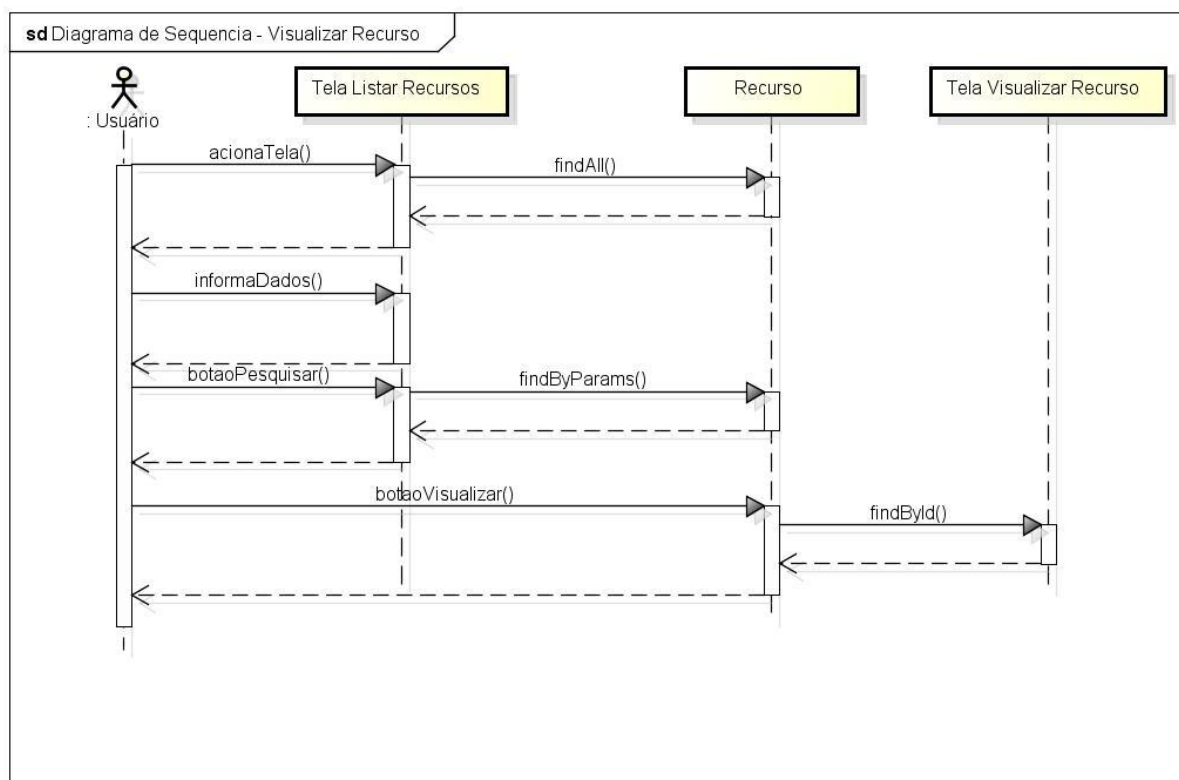 sd Diagrama de Sequencia - Visualizar Recurso
: Usuário
Tela Listar Recursos
Recurso
Tela Visualizar Recurso
acionaTela()
findAll()
informaDados()
botaoPesquisar()
findByParams()
botaoVisualizar()
findById()